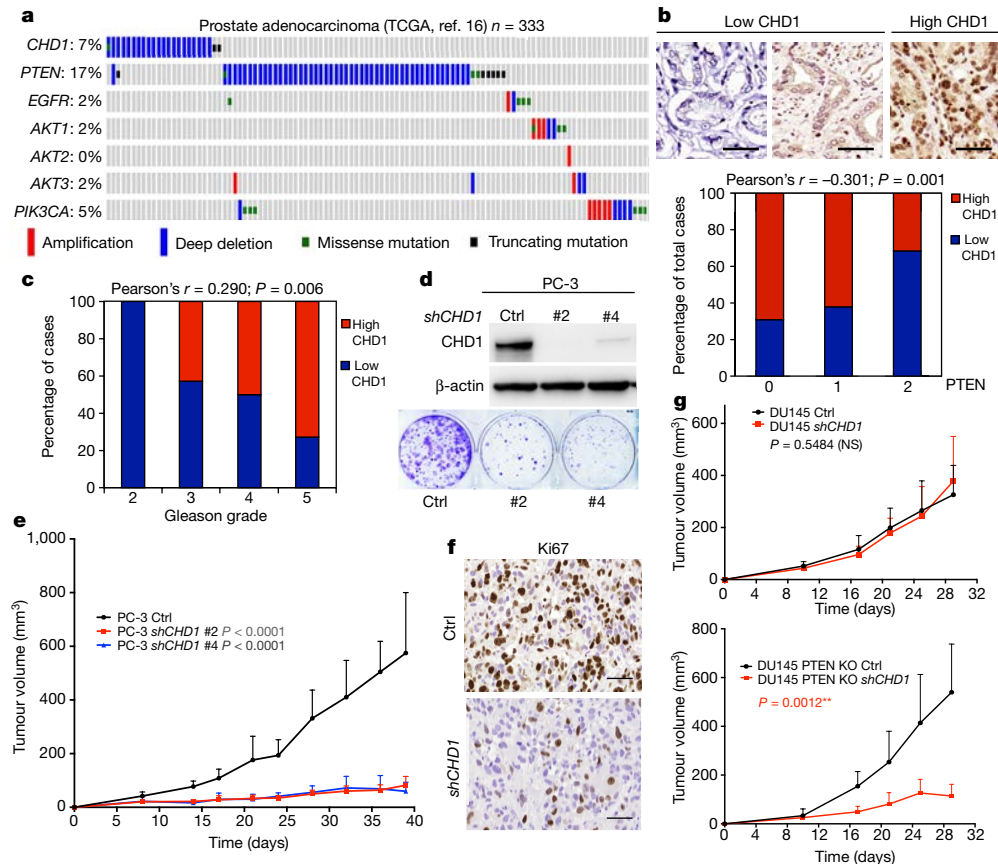 a
Prostate adenocarcinoma (TCGA, ref. 16) n = 333
CHD1: 7%
PTEN: 17%
EGFR: 2%
AKT1: 2%
AKT2: 0%
AKT3: 2%
PIK3CA: 5%
Amplification Deep deletion Missense mutation Truncating mutation
b
Low CHD1 High CHD1
Pearson's r = –0.301; P = 0.001
Percentage of total cases
100
80
60
40
20
0
0 1 2 PTEN
High CHD1
Low CHD1
c
Pearson's r = 0.290; P = 0.006
Percentage of cases
100
80
60
40
20
0
2 3 4 5
Gleason grade
High CHD1
Low CHD1
d
PC-3
shCHD1 Ctrl #2 #4
CHD1
β-actin
Ctrl #2 #4
e
Tumour volume (mm3)
1,000
800
600
400
200
0
PC-3 Ctrl
PC-3 shCHD1 #2 P < 0.0001
PC-3 shCHD1 #4 P < 0.0001
0 5 10 15 20 25 30 35 40
Time (days)
f
Ki67
Ctrl
shCHD1
g
DU145 Ctrl
DU145 shCHD1
P = 0.5484 (NS)
Tumour volume (mm3)
600
400
200
0
0 4 8 12 16 20 24 28 32
Time (days)
DU145 PTEN KO Ctrl
DU145 PTEN KO shCHD1
P = 0.0012**
Tumour volume (mm3)
800
600
400
200
0
0 4 8 12 16 20 24 28 32
Time (days)